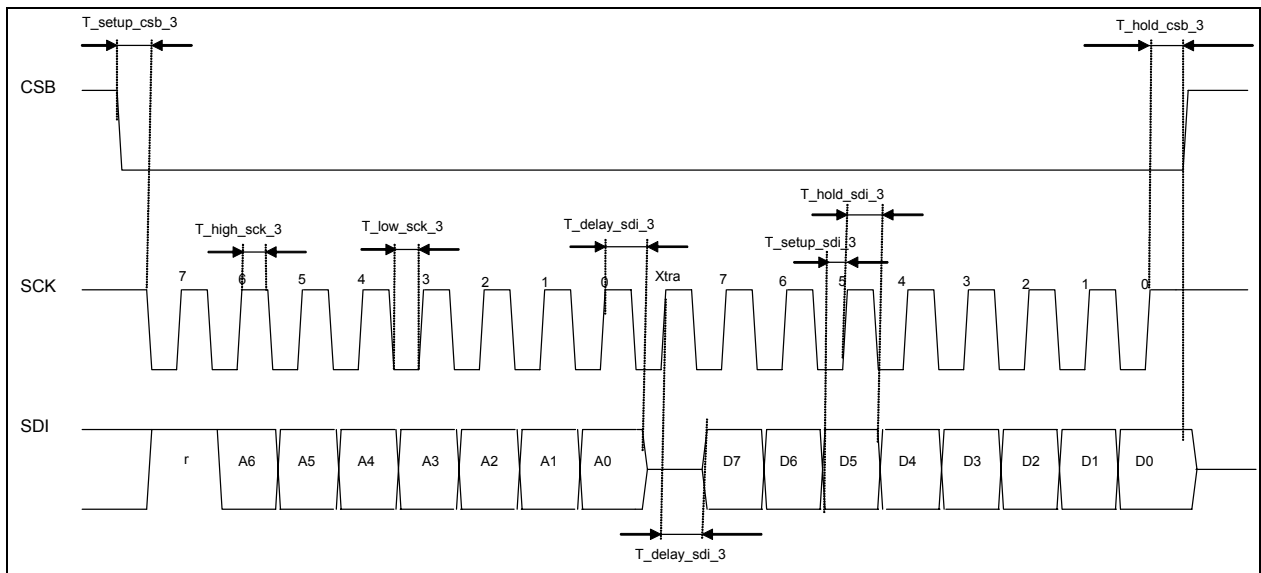 T_setup_csb_3
T_hold_csb_3
CSB
T_hold_sdi_3
T_high_sck_3
T_low_sck_3
T_delay_sdi_3
T_setup_sdi_3
SCK
7 6 5 4 3 2 1 0 Xtra 7 6 5 4 3 2 1 0
SDI
r A6 A5 A4 A3 A2 A1 A0 D7 D6 D5 D4 D3 D2 D1 D0
T_delay_sdi_3